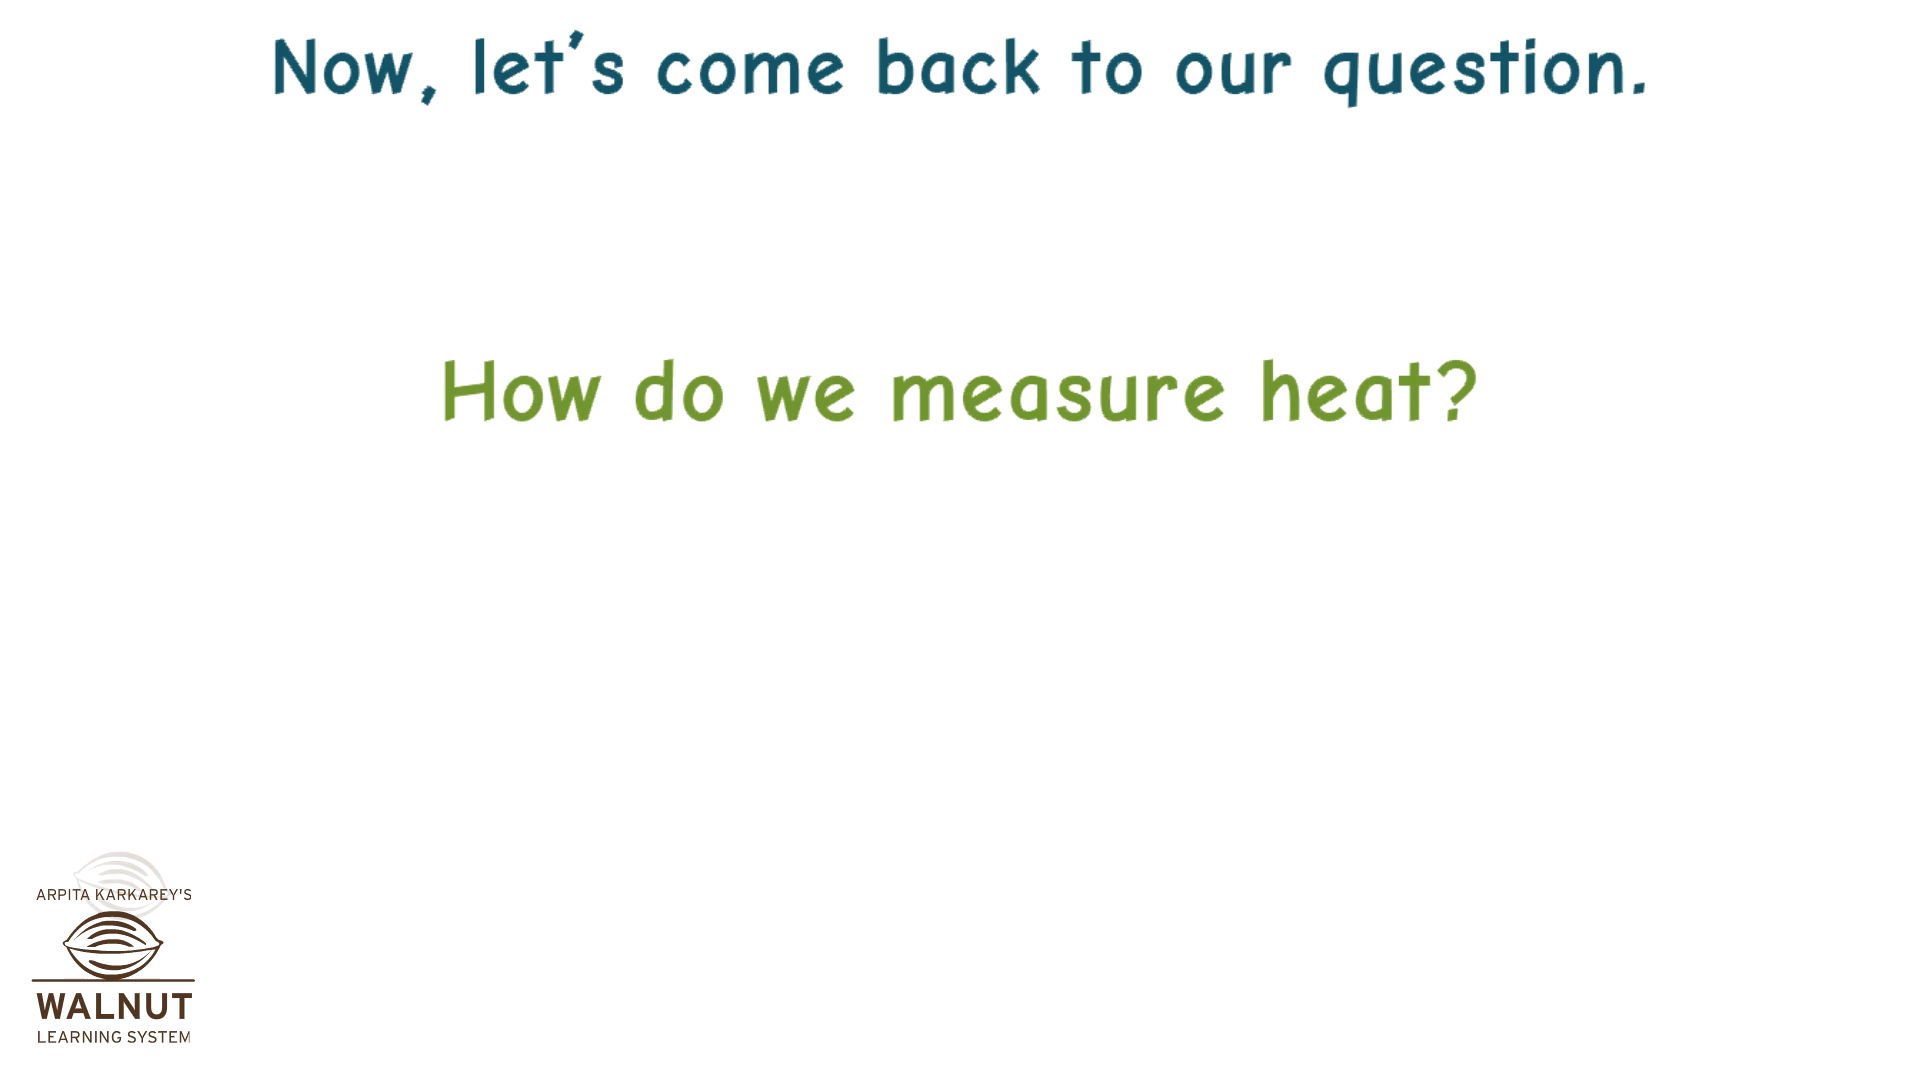 Now, let's come back to our question.
How do we measure heat?
ARPITA KARKAREY'S
WALNUT
LEARNING SYSTEM